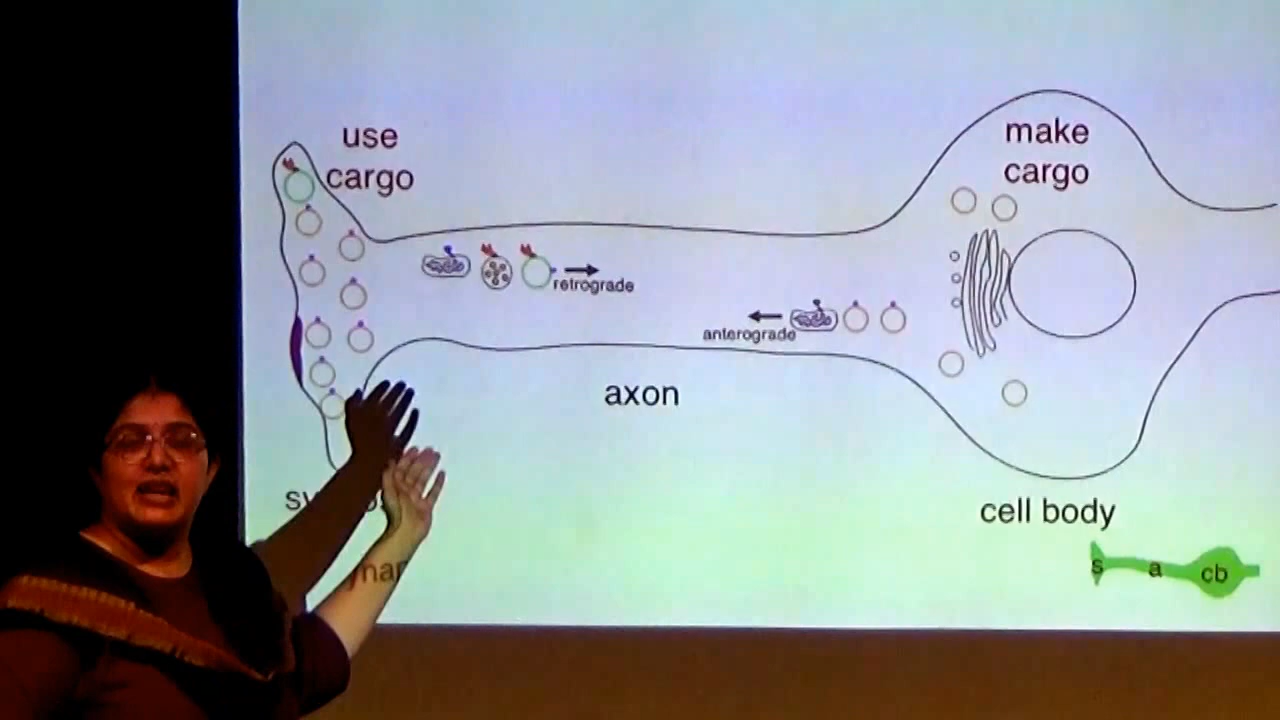 use
cargo
make
cargo
retrograde
anterograde
axon
cell body
s
a
cb